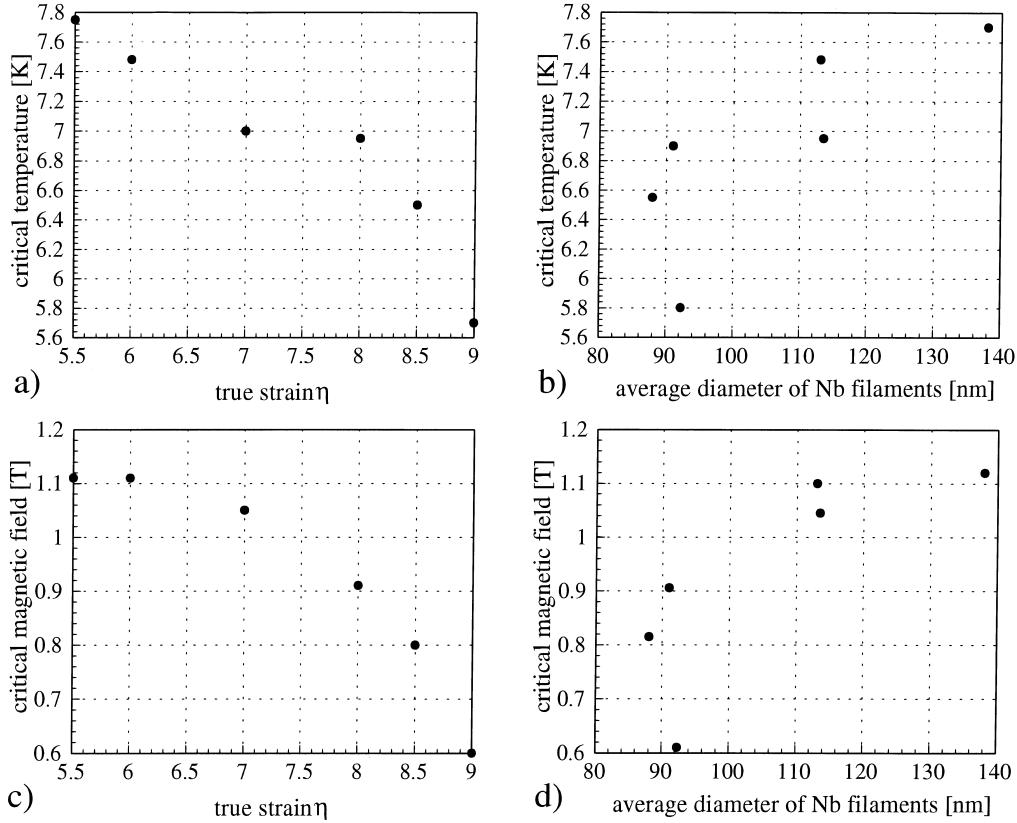 critical temperature [K]
7.8
7.6
7.4
7.2
7
6.8
6.6
6.4
6.2
6
5.8
5.6
5.5 6 6.5 7 7.5 8 8.5 9
a)
true strain η
critical temperature [K]
7.8
7.6
7.4
7.2
7
6.8
6.6
6.4
6.2
6
5.8
5.6
80 90 100 110 120 130 140
b)
average diameter of Nb filaments [nm]
critical magnetic field [T]
1.2
1.1
1
0.9
0.8
0.7
0.6
5.5 6 6.5 7 7.5 8 8.5 9
c)
true strain η
critical magnetic field [T]
1.2
1.1
1
0.9
0.8
0.7
0.6
80 90 100 110 120 130 140
d)
average diameter of Nb filaments [nm]